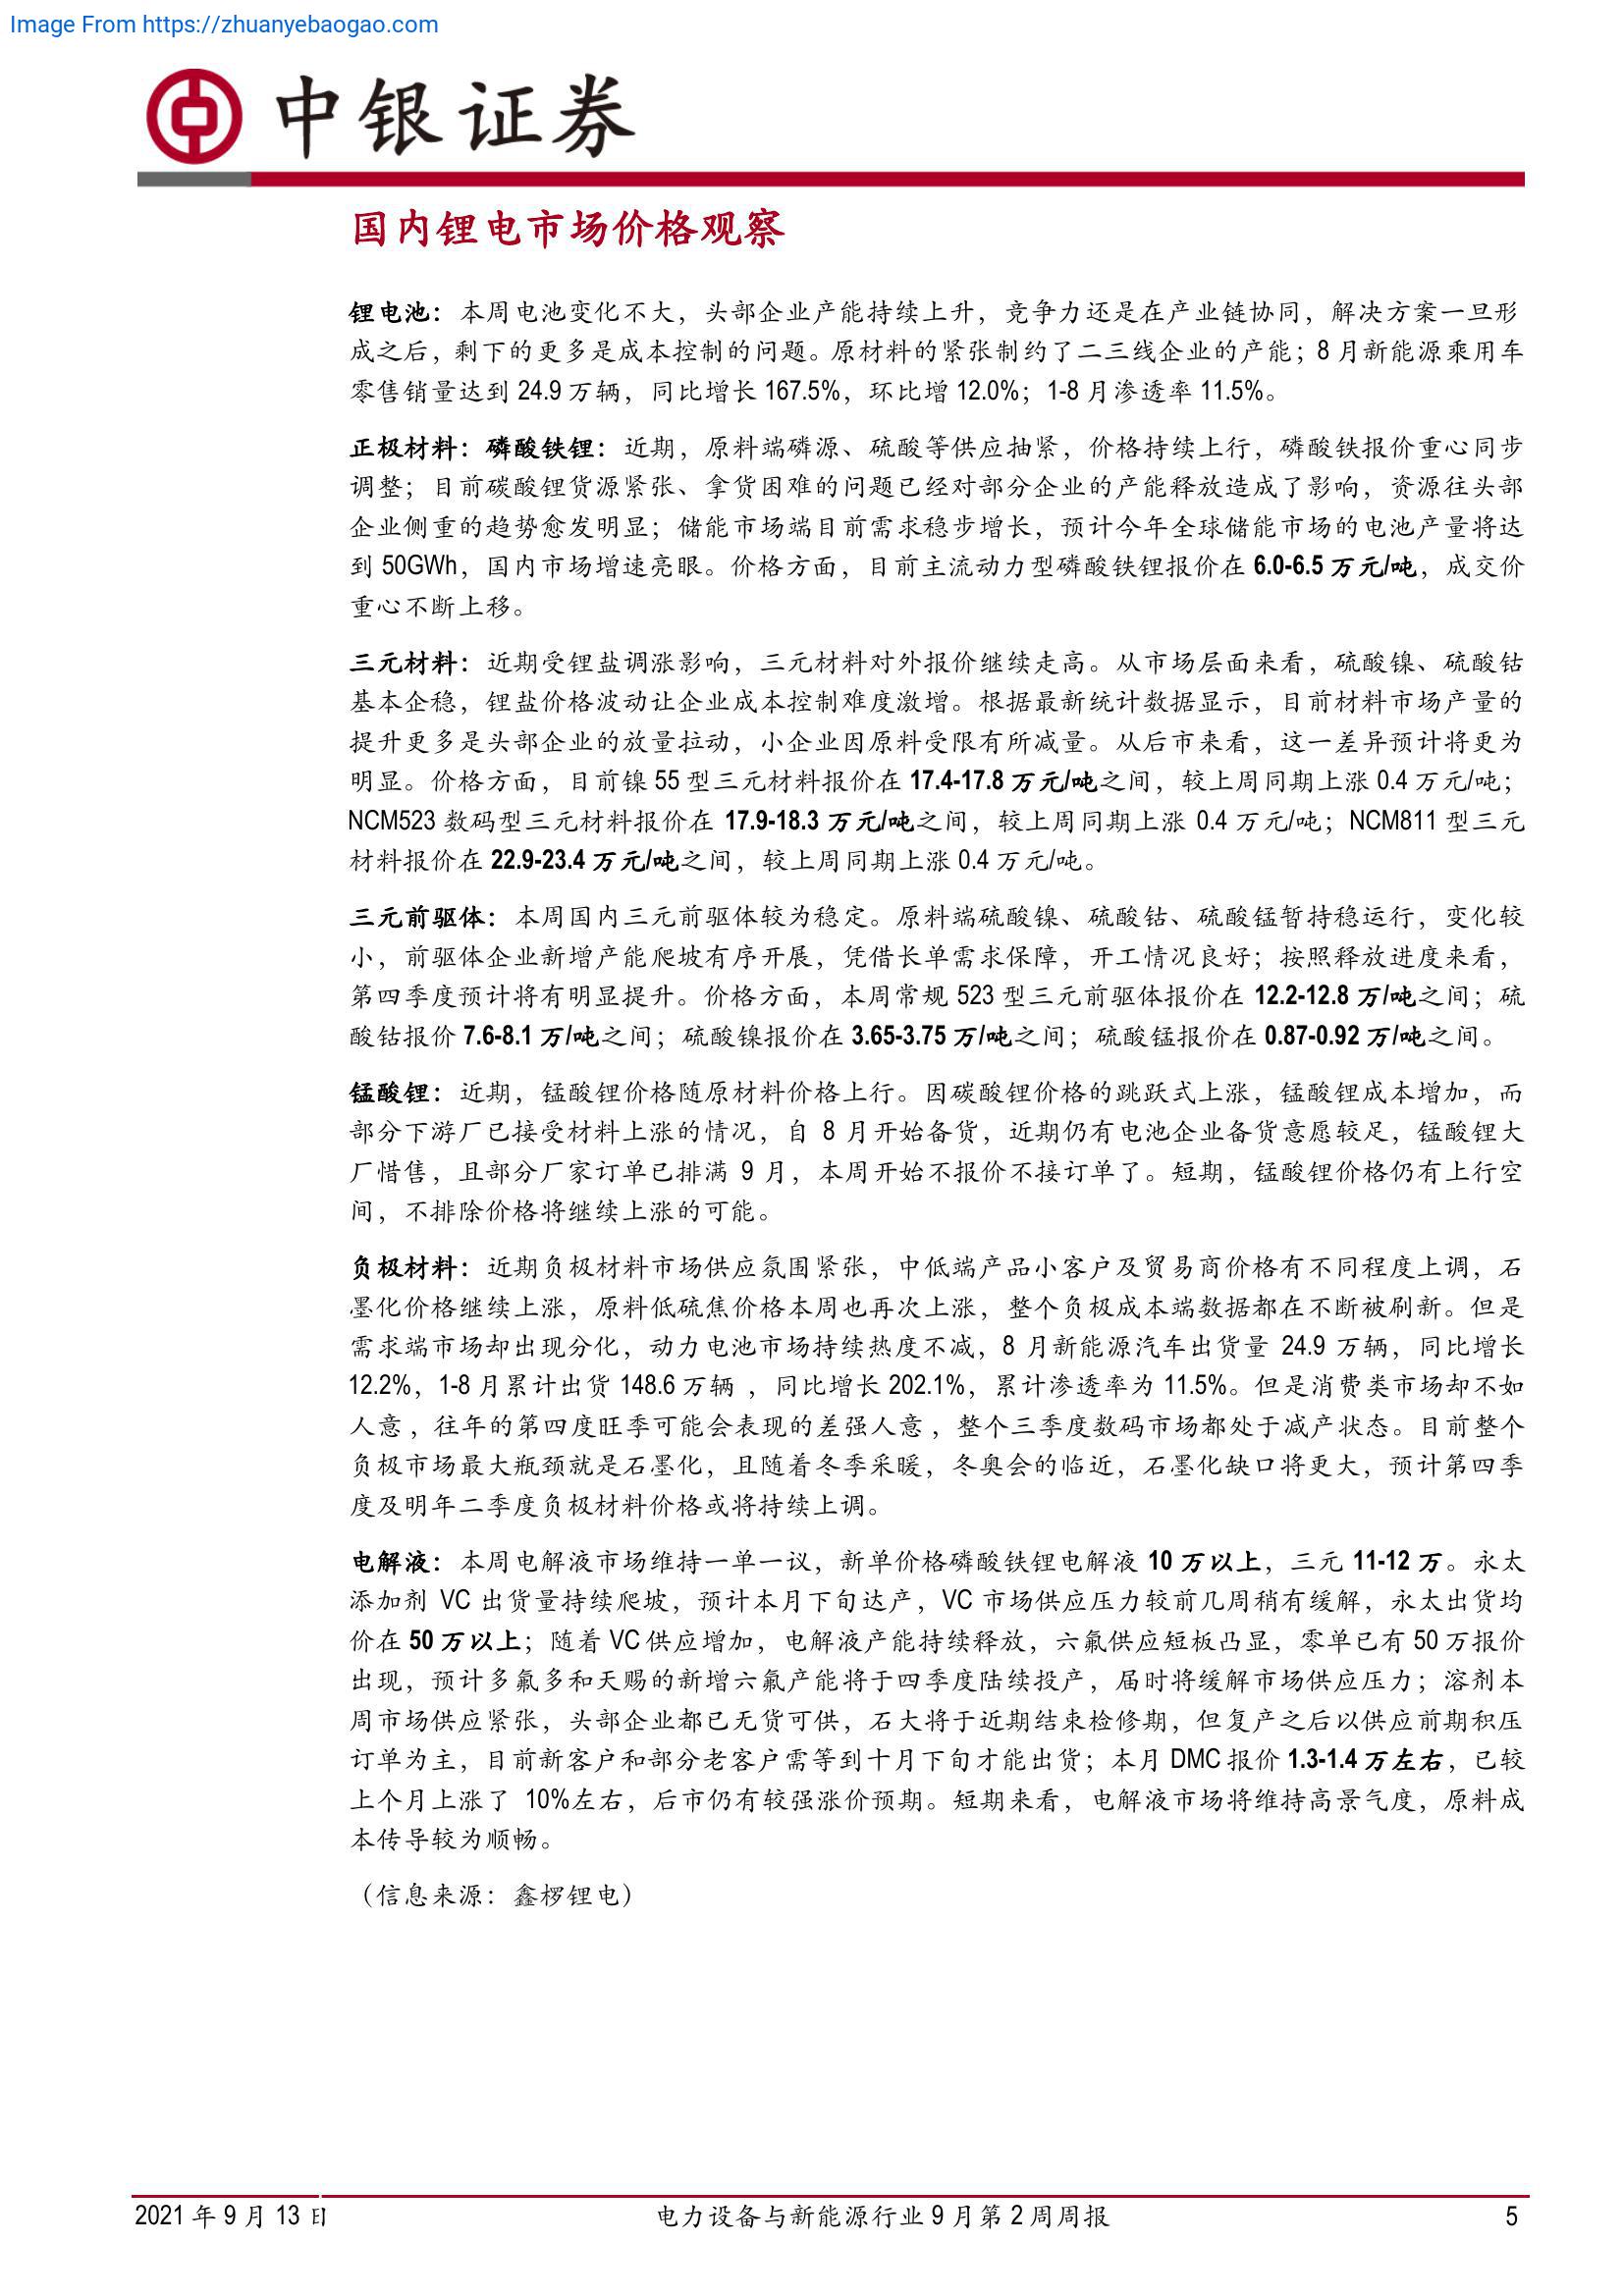 Image From https://zhuanyebaogao.com
中银证券
国内锂电市场价格观察
锂电池：本周电池变化不大，头部企业产能持续上升，竞争力还是在产业链协同，解决方案一旦形
成之后，剩下的更多是成本控制的问题。原材料的紧张制约了二三线企业的产能；8 月新能源乘用车
零售销量达到 24.9 万辆，同比增长 167.5%，环比增 12.0%；1-8 月渗透率 11.5%。
正极材料：磷酸铁锂：近期，原料端磷源、硫酸等供应抽紧，价格持续上行，磷酸铁报价重心同步
调整；目前碳酸锂货源紧张、拿货困难的问题已经对部分企业的产能释放造成了影响，资源往头部
企业侧重的趋势愈发明显；储能市场端目前需求稳步增长，预计今年全球储能市场的电池产量将达
到 50GWh，国内市场增速亮眼。价格方面，目前主流动力型磷酸铁锂报价在 6.0-6.5 万元/吨，成交价
重心不断上移。
三元材料：近期受锂盐调涨影响，三元材料对外报价继续走高。从市场层面来看，硫酸镍、硫酸钴
基本企稳，锂盐价格波动让企业成本控制难度激增。根据最新统计数据显示，目前材料市场产量的
提升更多是头部企业的放量拉动，小企业因原料受限有所减量。从后市来看，这一差异预计将更为
明显。价格方面，目前镍 55 型三元材料报价在 17.4-17.8 万元/吨之间，较上周同期上涨 0.4 万元/吨；
NCM523 数码型三元材料报价在 17.9-18.3 万元/吨之间，较上周同期上涨 0.4 万元/吨；NCM811 型三元
材料报价在 22.9-23.4 万元/吨之间，较上周同期上涨 0.4 万元/吨。
三元前驱体：本周国内三元前驱体较为稳定。原料端硫酸镍、硫酸钴、硫酸锰暂持稳运行，变化较
小，前驱体企业新增产能爬坡有序开展，凭借长单需求保障，开工情况良好；按照释放进度来看，
第四季度预计将有明显提升。价格方面，本周常规 523 型三元前驱体报价在 12.2-12.8 万/吨之间；硫
酸钴报价 7.6-8.1 万/吨之间；硫酸镍报价在 3.65-3.75 万/吨之间；硫酸锰报价在 0.87-0.92 万/吨之间。
锰酸锂：近期，锰酸锂价格随原材料价格上行。因碳酸锂价格的跳跃式上涨，锰酸锂成本增加，而
部分下游厂已接受材料上涨的情况，自 8 月开始备货，近期仍有电池企业备货意愿较足，锰酸锂大
厂惜售，且部分厂家订单已排满 9 月，本周开始不报价不接订单了。短期，锰酸锂价格仍有上行空
间，不排除价格将继续上涨的可能。
负极材料：近期负极材料市场供应氛围紧张，中低端产品小客户及贸易商价格有不同程度上调，石
墨化价格继续上涨，原料低硫焦价格本周也再次上涨，整个负极成本端数据都在不断被刷新。但是
需求端市场却出现分化，动力电池市场持续热度不减，8 月新能源汽车出货量 24.9 万辆，同比增长
12.2%，1-8 月累计出货 148.6 万辆 ，同比增长 202.1%，累计渗透率为 11.5%。但是消费类市场却不如
人意，往年的第四度旺季可能会表现的差强人意，整个三季度数码市场都处于减产状态。目前整个
负极市场最大瓶颈就是石墨化，且随着冬季采暖，冬奥会的临近，石墨化缺口将更大，预计第四季
度及明年二季度负极材料价格或将持续上调。
电解液：本周电解液市场维持一单一议，新单价格磷酸铁锂电解液 10 万以上，三元 11-12 万。永太
添加剂 VC 出货量持续爬坡，预计本月下旬达产，VC 市场供应压力较前几周稍有缓解，永太出货均
价在 50 万以上；随着 VC 供应增加，电解液产能持续释放，六氟供应短板凸显，零单已有 50 万报价
出现，预计多氟多和天赐的新增六氟产能将于四季度陆续投产，届时将缓解市场供应压力；溶剂本
周市场供应紧张，头部企业都已无货可供，石大将于近期结束检修期，但复产之后以供应前期积压
订单为主，目前新客户和部分老客户需等到十月下旬才能出货；本月 DMC 报价 1.3-1.4 万左右，已较
上个月上涨了 10%左右，后市仍有较强涨价预期。短期来看，电解液市场将维持高景气度，原料成
本传导较为顺畅。
（信息来源：鑫椤锂电）
2021 年 9 月 13 日 电力设备与新能源行业 9 月第 2 周周报 5